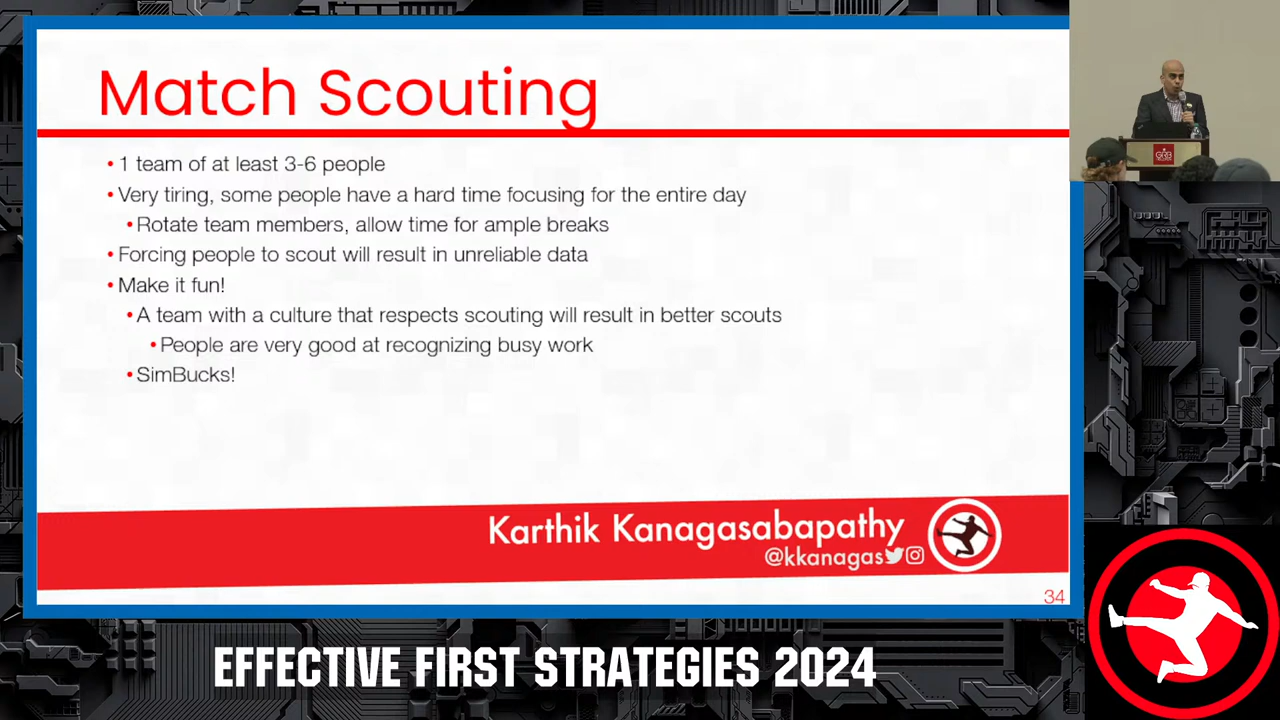 Match Scouting
• 1 team of at least 3-6 people
• Very tiring, some people have a hard time focusing for the entire day
• Rotate team members, allow time for ample breaks
• Forcing people to scout will result in unreliable data
• Make it fun!
• A team with a culture that respects scouting will result in better scouts
• People are very good at recognizing busy work
• SimBucks!
Karthik Kanagasabapathy
@kkanagas
34
GRB
EFFECTIVE FIRST STRATEGIES 2024